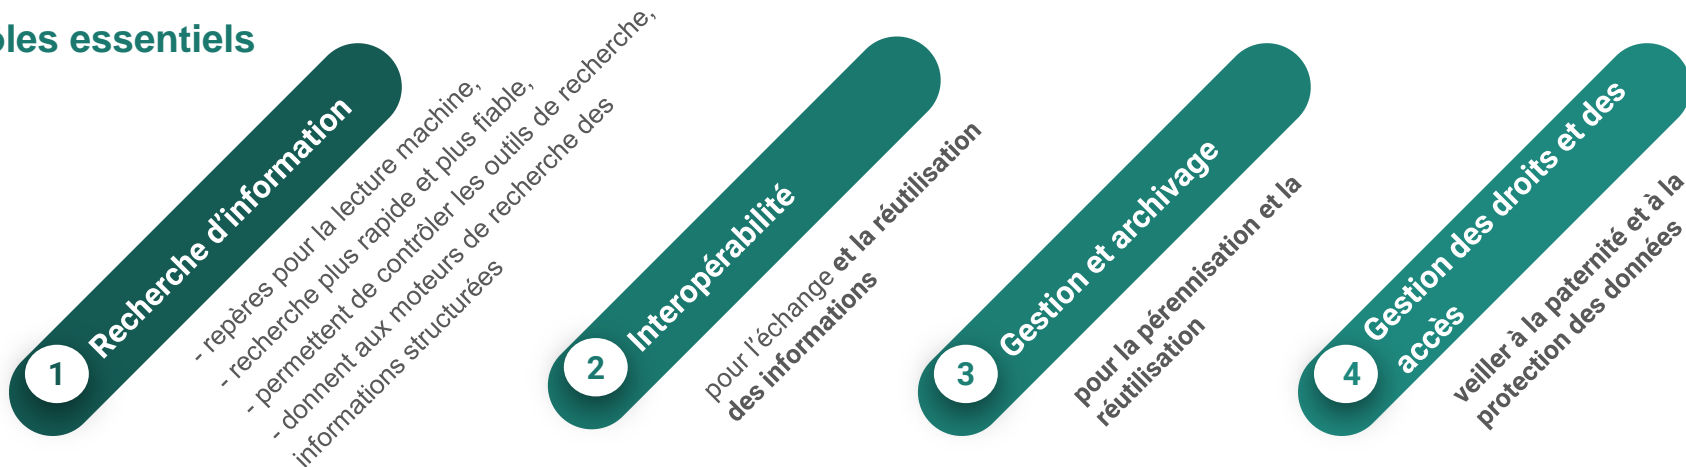 oles essentiels
1
Recherche d'information
- repères pour la lecture machine,
- recherche plus rapide et plus fiable,
- permettent de contrôler les outils de recherche,
- donnent aux moteurs de recherche des
informations structurées
2
Interopérabilité
pour l'échange et la réutilisation
des informations
3
Gestion et archivage
pour la pérennisation et la
réutilisation
4
Gestion des droits et des
accès
veiller à la paternité et à la
protection des données